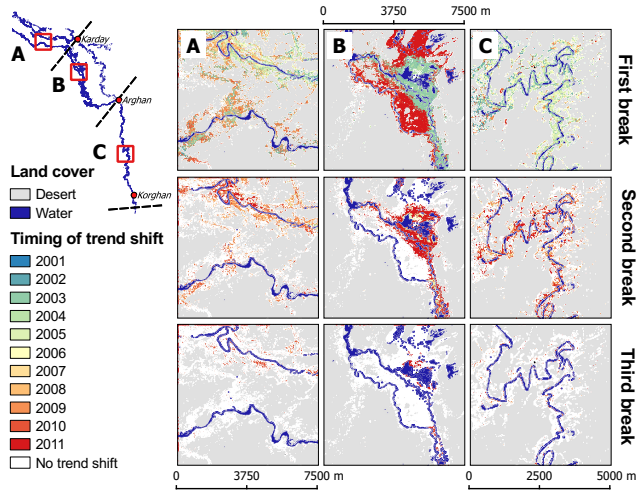 0 3750 7500 m
Karday
A
B
Arghan
C
Korghan
Land cover
Desert
Water
Timing of trend shift
2001
2002
2003
2004
2005
2006
2007
2008
2009
2010
2011
No trend shift
A
B
C
First break
Second break
Third break
0 3750 7500 m
0 2500 5000 m